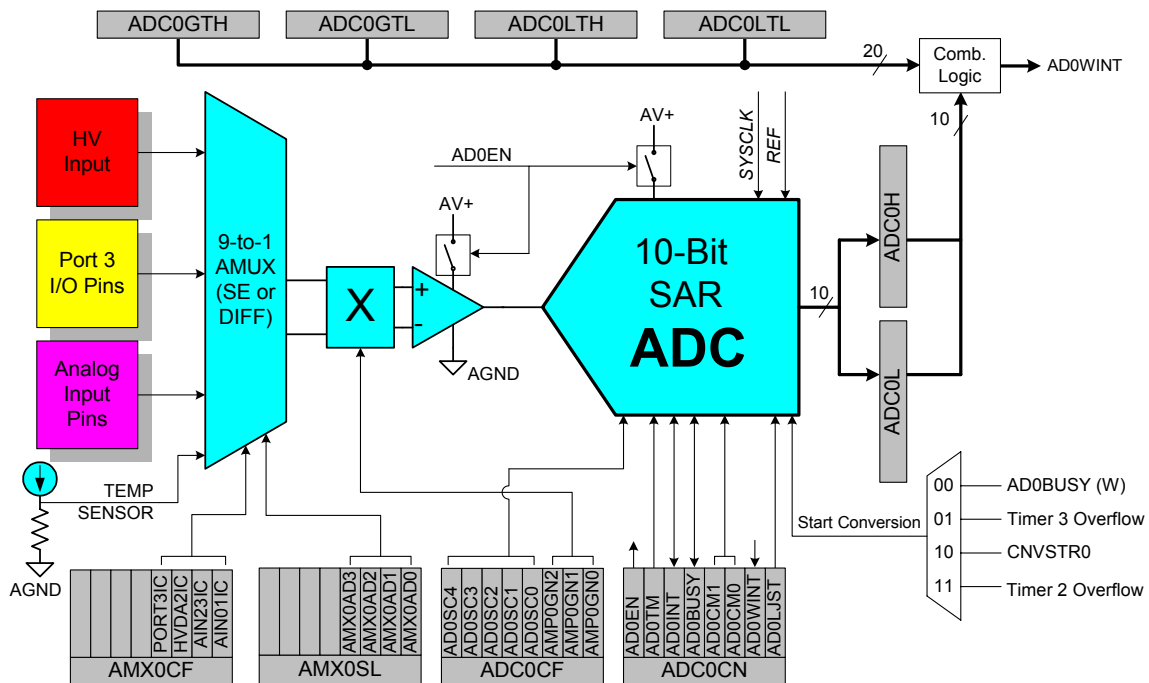 ADC0GTH
ADC0GTL
ADC0LTH
ADC0LTL
20
Comb.
Logic
AD0WINT
10
HV
Input
Port 3
I/O Pins
Analog
Input
Pins
9-to-1
AMUX
(SE or
DIFF)
AD0EN
AV+
AV+
SYSCLK
REF
X
+
-
AGND
10-Bit
SAR
ADC
10
ADC0H
ADC0L
TEMP
SENSOR
AGND
Start Conversion
00
AD0BUSY (W)
01
Timer 3 Overflow
10
CNVSTR0
11
Timer 2 Overflow
PORT3IC
HVDA2IC
AIN23IC
AIN01IC
AMX0CF
AMX0AD3
AMX0AD2
AMX0AD1
AMX0AD0
AMX0SL
AD0SC4
AD0SC3
AD0SC2
AD0SC1
AD0SC0
AMP0GN2
AMP0GN1
AMP0GN0
ADC0CF
AD0EN
AD0TM
AD0INT
AD0BUSY
AD0CM1
AD0CM0
AD0WINT
AD0LJST
ADC0CN